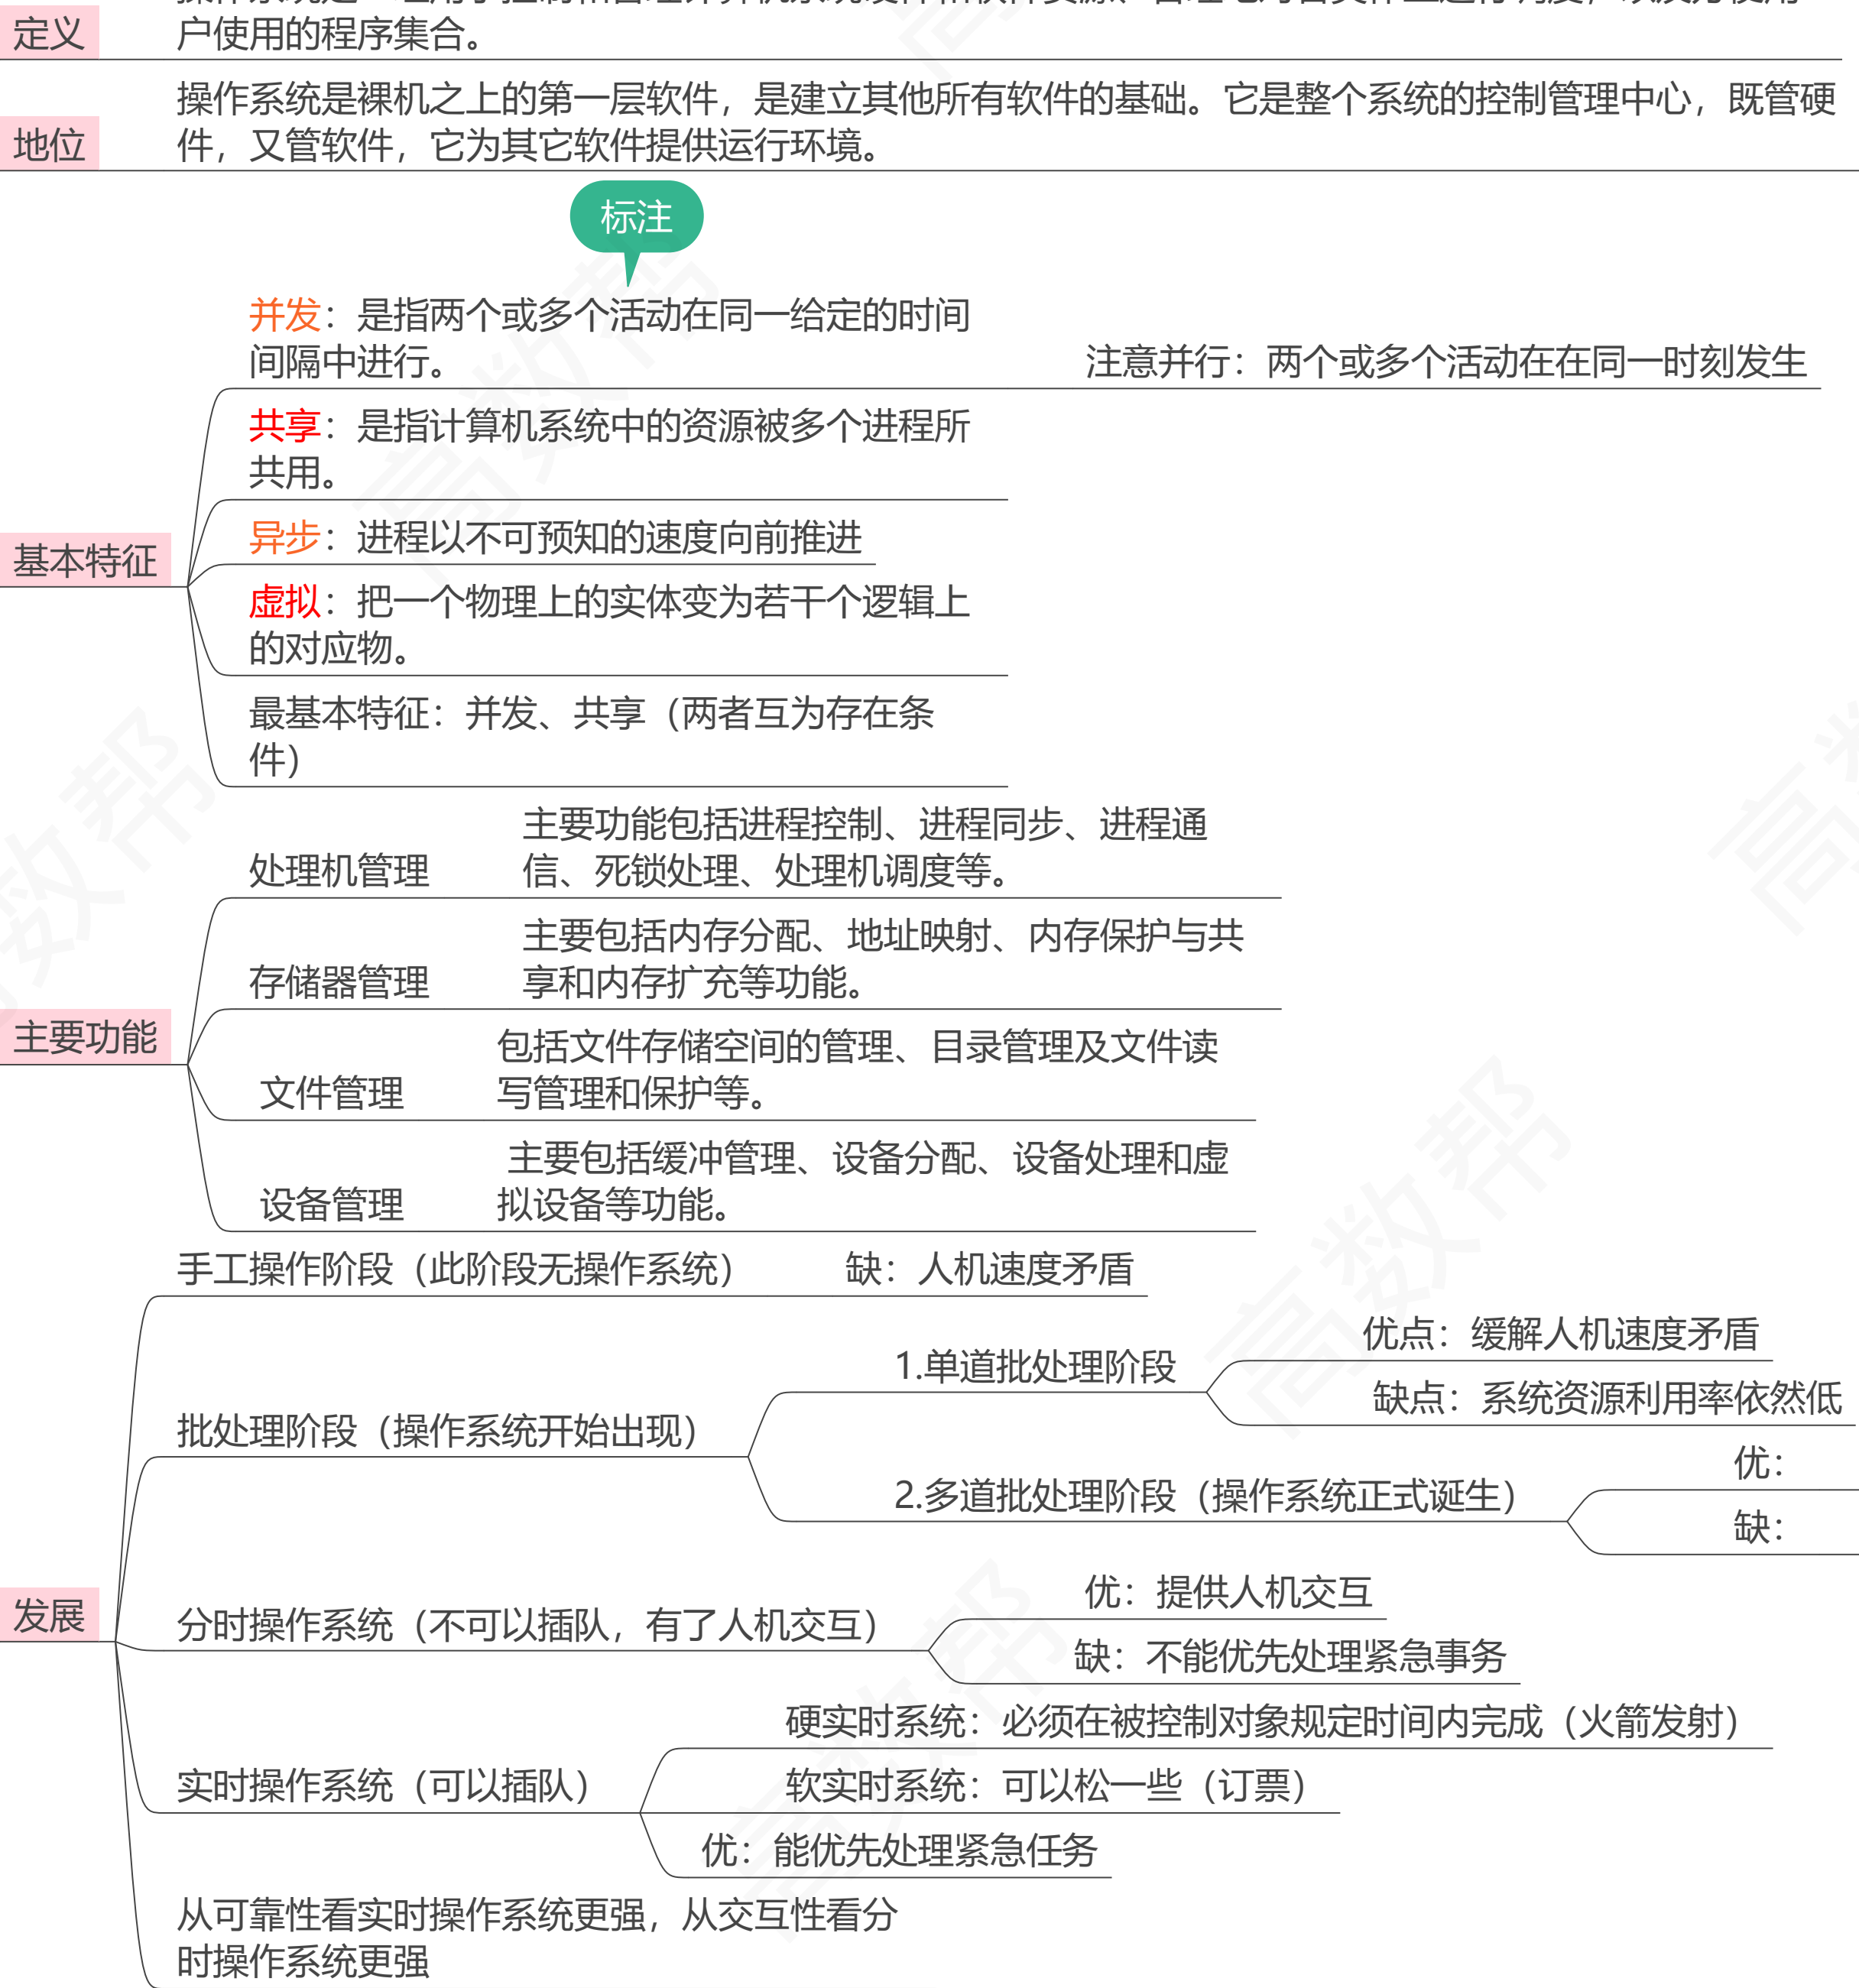 定义
户使用的程序集合。
地位
操作系统是裸机之上的第一层软件，是建立其他所有软件的基础。它是整个系统的控制管理中心，既管硬
件，又管软件，它为其它软件提供运行环境。
标注
基本特征
并发：是指两个或多个活动在同一给定的时间
间隔中进行。
注意并行：两个或多个活动在在同一时刻发生
共享：是指计算机系统中的资源被多个进程所
共用。
异步：进程以不可预知的速度向前推进
虚拟：把一个物理上的实体变为若干个逻辑上
的对应物。
最基本特征：并发、共享（两者互为存在条
件）
主要功能
处理机管理
主要功能包括进程控制、进程同步、进程通
信、死锁处理、处理机调度等。
存储器管理
主要包括内存分配、地址映射、内存保护与共
享和内存扩充等功能。
文件管理
包括文件存储空间的管理、目录管理及文件读
写管理和保护等。
设备管理
主要包括缓冲管理、设备分配、设备处理和虚
拟设备等功能。
发展
手工操作阶段（此阶段无操作系统）
缺：人机速度矛盾
批处理阶段（操作系统开始出现）
1.单道批处理阶段
优点：缓解人机速度矛盾
缺点：系统资源利用率依然低
2.多道批处理阶段（操作系统正式诞生）
优：
缺：
分时操作系统（不可以插队，有了人机交互）
优：提供人机交互
缺：不能优先处理紧急事务
实时操作系统（可以插队）
硬实时系统：必须在被控制对象规定时间内完成（火箭发射）
软实时系统：可以松一些（订票）
优：能优先处理紧急任务
从可靠性看实时操作系统更强，从交互性看分
时操作系统更强
高数帮
高数帮
高数帮
高数帮
高数